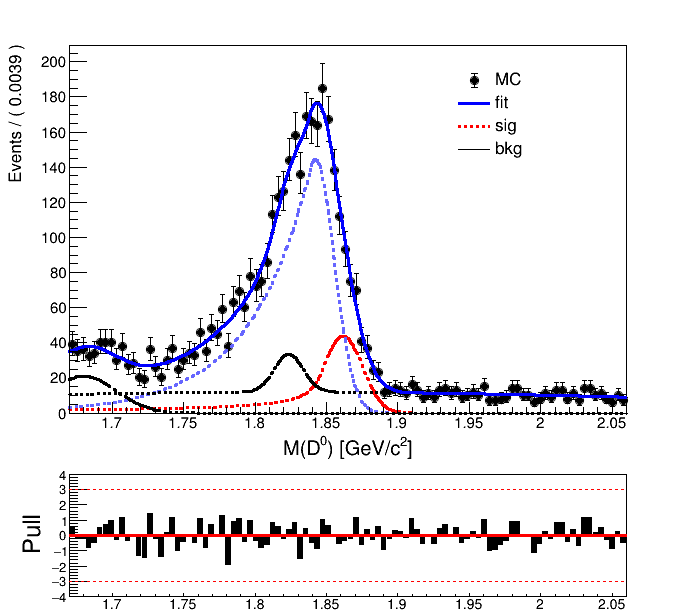 Events / ( 0.0039 )
200
180
160
140
120
100
80
60
40
20
0
MC
fit
sig
bkg
1.7 1.75 1.8 1.85 1.9 1.95 2 2.05
M(D⁰) [GeV/c²]
Pull
4
3
2
1
0
−1
−2
−3
−4
1.7 1.75 1.8 1.85 1.9 1.95 2 2.05